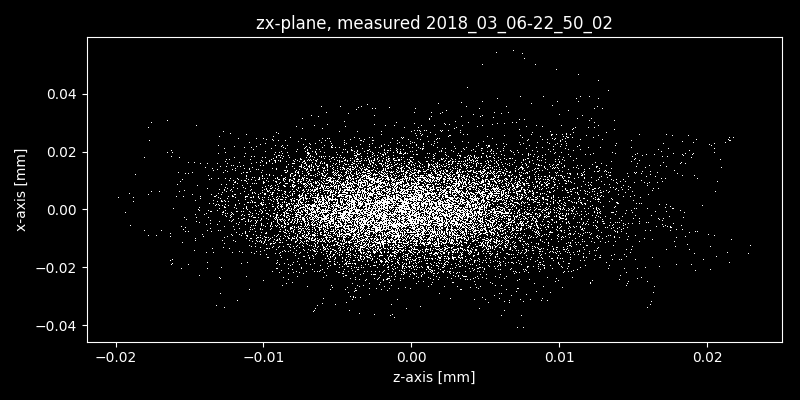 zx-plane, measured 2018_03_06-22_50_02
x-axis [mm]
0.04
0.02
0.00
−0.02
−0.04
−0.02 −0.01 0.00 0.01 0.02
z-axis [mm]